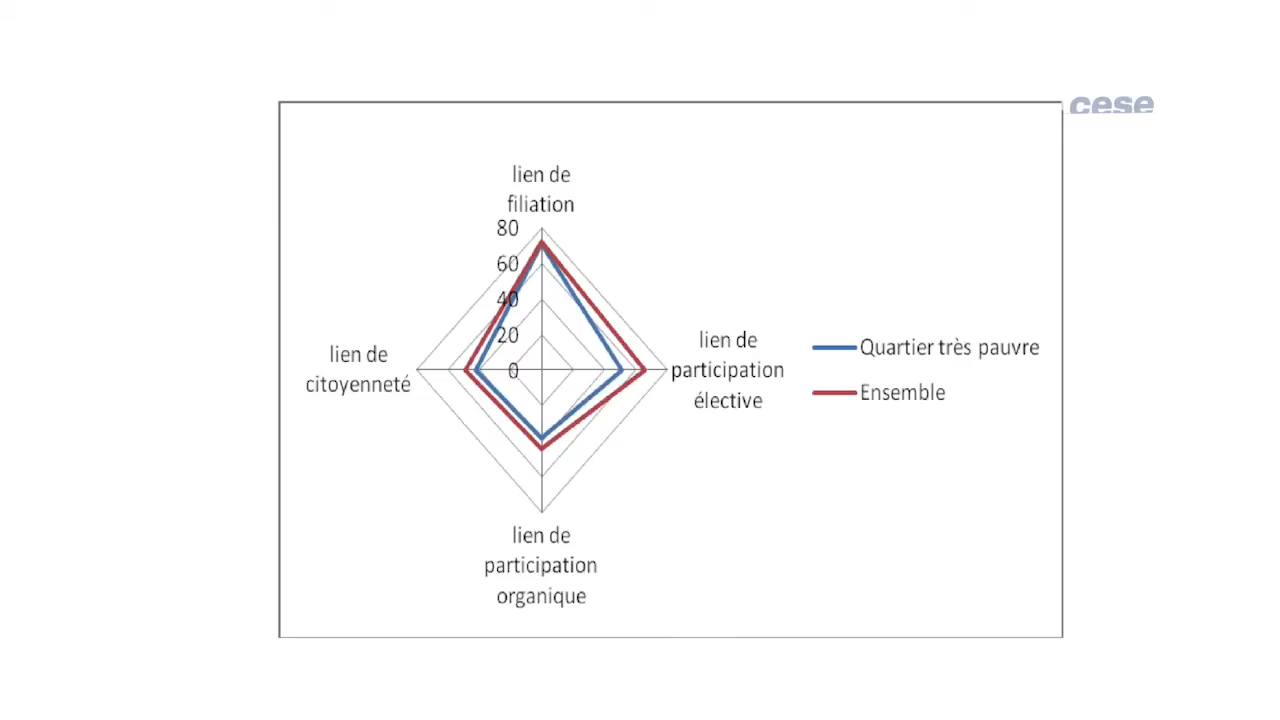 cese
lien de
filiation
80
60
40
20
0
lien de
citoyenneté
lien de
participation
élective
lien de
participation
organique
Quartier très pauvre
Ensemble